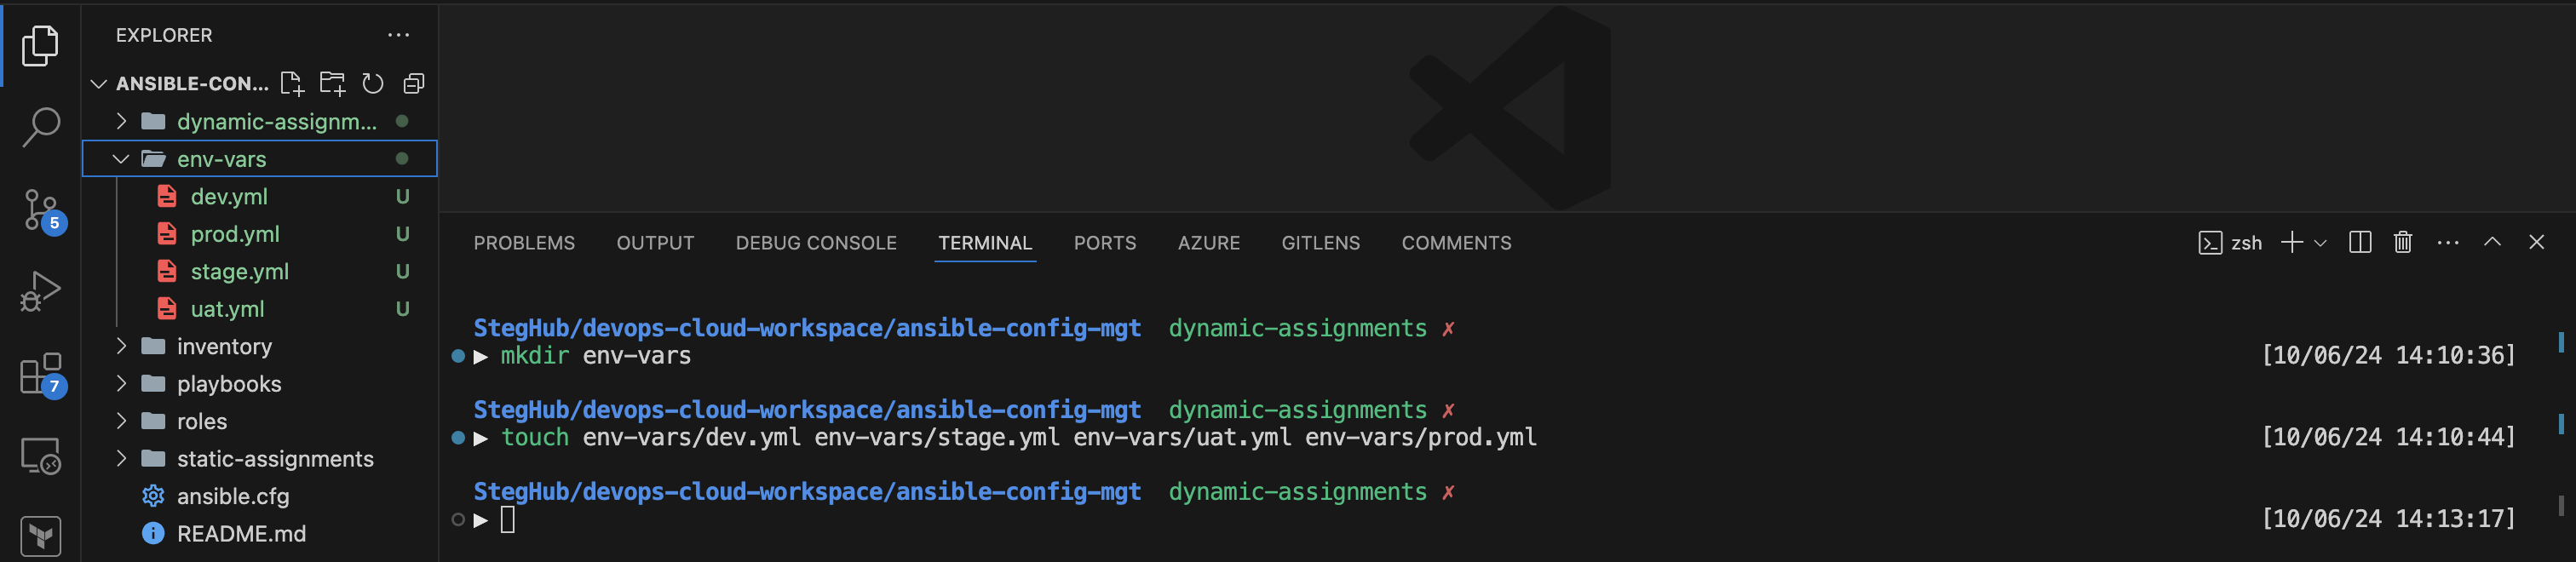 EXPLORER
ANSIBLE-CON...
dynamic-assignm...
env-vars
dev.yml U
prod.yml U
stage.yml U
uat.yml U
inventory
playbooks
roles
static-assignments
ansible.cfg
README.md
5
7
PROBLEMS OUTPUT DEBUG CONSOLE TERMINAL PORTS AZURE GITLENS COMMENTS zsh
StegHub/devops-cloud-workspace/ansible-config-mgt dynamic-assignments ✗
▶ mkdir env-vars [10/06/24 14:10:36]
StegHub/devops-cloud-workspace/ansible-config-mgt dynamic-assignments ✗
▶ touch env-vars/dev.yml env-vars/stage.yml env-vars/uat.yml env-vars/prod.yml [10/06/24 14:10:44]
StegHub/devops-cloud-workspace/ansible-config-mgt dynamic-assignments ✗
▶ [10/06/24 14:13:17]